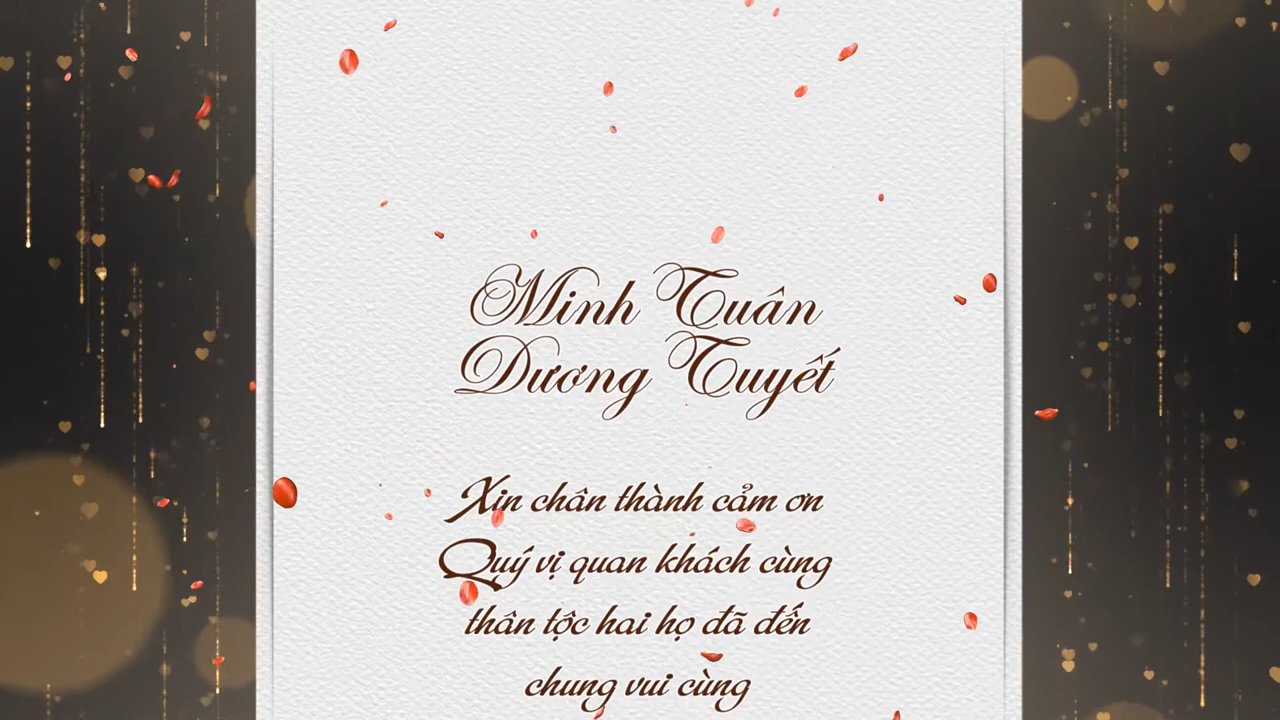 Minh Tuân
Dương Tuyết
Xin chân thành cảm ơn
Quý vị quan khách cùng
thân tộc hai họ đã đến
chung vui cùng